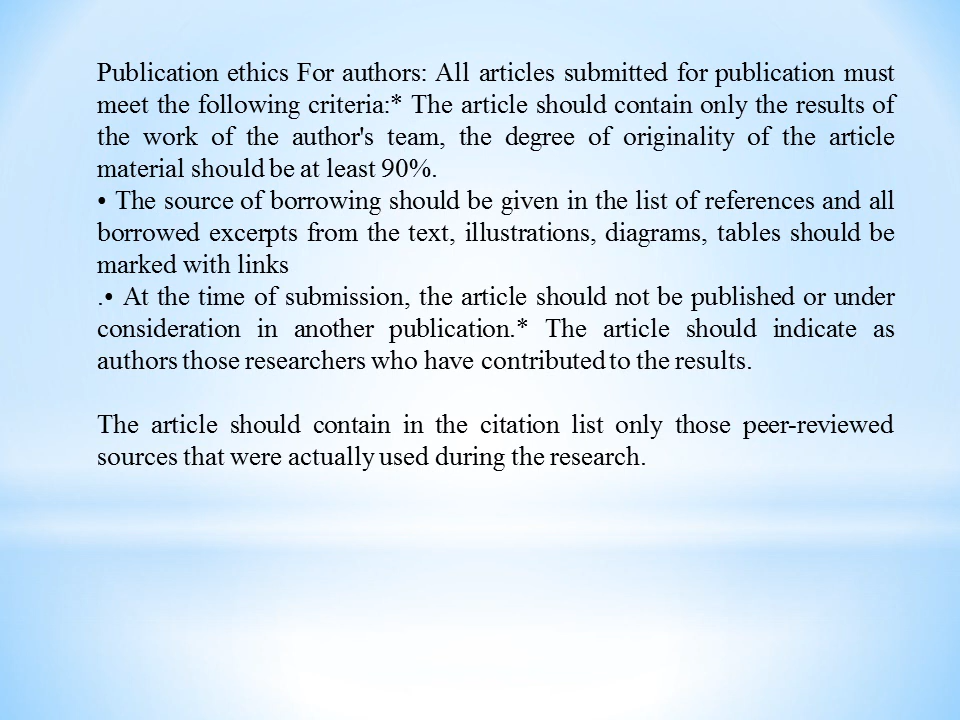 Publication ethics For authors: All articles submitted for publication must
meet the following criteria:* The article should contain only the results of
the work of the author's team, the degree of originality of the article
material should be at least 90%.
• The source of borrowing should be given in the list of references and all
borrowed excerpts from the text, illustrations, diagrams, tables should be
marked with links
.• At the time of submission, the article should not be published or under
consideration in another publication.* The article should indicate as
authors those researchers who have contributed to the results.
The article should contain in the citation list only those peer-reviewed
sources that were actually used during the research.